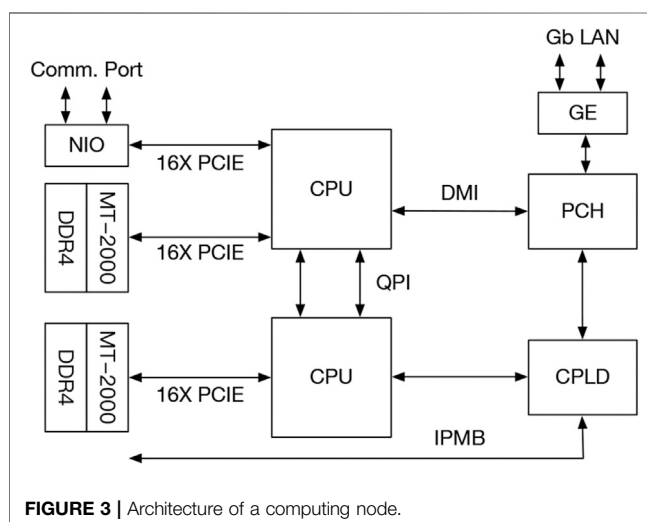 Gb LAN
Comm. Port
GE
NIO
16X PCIE
CPU
DMI
PCH
DDR4
MT-2000
16X PCIE
QPI
DDR4
MT-2000
16X PCIE
CPU
CPLD
IPMB
FIGURE 3 | Architecture of a computing node.